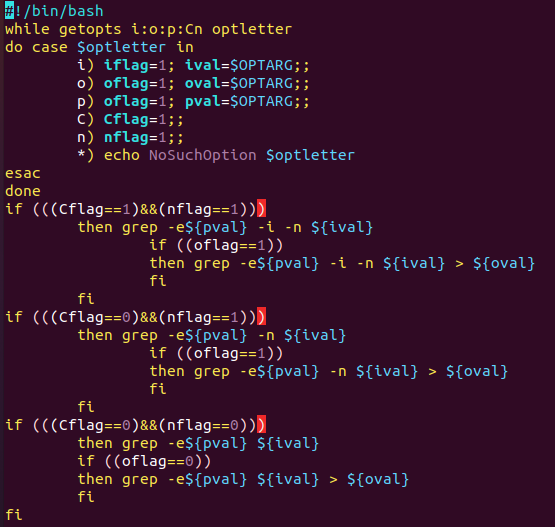 #!/bin/bash
while getopts i:o:p:Cn optletter
do case $optletter in
        i) iflag=1; ival=$OPTARG;;
        o) oflag=1; oval=$OPTARG;;
        p) oflag=1; pval=$OPTARG;;
        C) Cflag=1;;
        n) nflag=1;;
        *) echo NoSuchOption $optletter
esac
done
if (((Cflag==1)&&(nflag==1)))
        then grep -e${pval} -i -n ${ival}
                if ((oflag==1))
                then grep -e${pval} -i -n ${ival} > ${oval}
                fi
        fi
if (((Cflag==0)&&(nflag==1)))
        then grep -e${pval} -n ${ival}
                if ((oflag==1))
                then grep -e${pval} -n ${ival} > ${oval}
                fi
        fi
if (((Cflag==0)&&(nflag==0)))
        then grep -e${pval} ${ival}
        if ((oflag==0))
        then grep -e${pval} ${ival} > ${oval}
        fi
fi